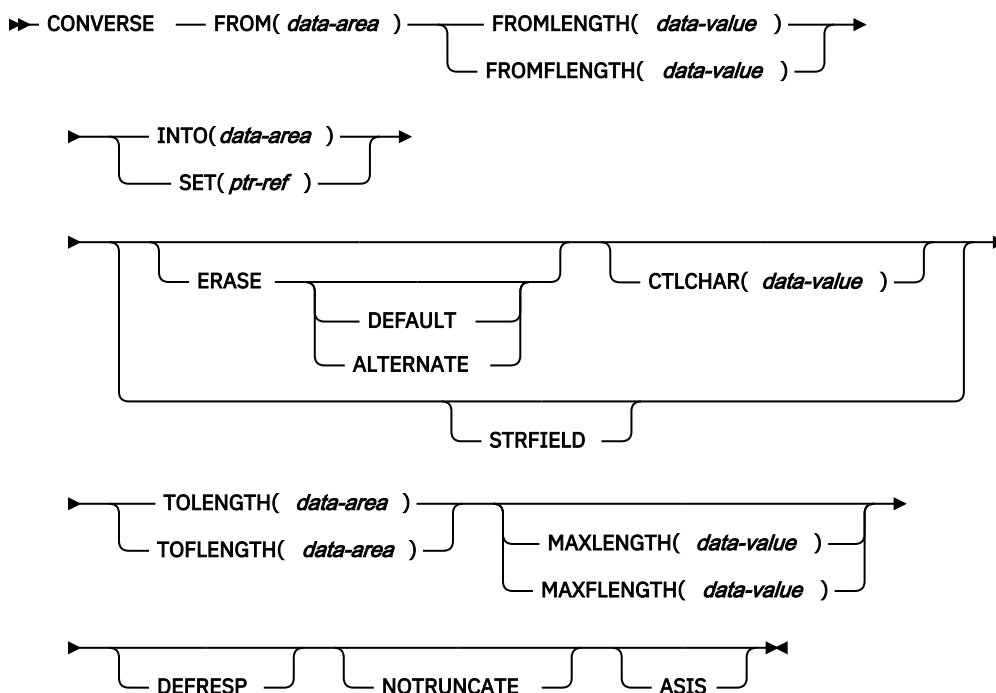 CONVERSE FROM( data-area ) FROMLENGTH( data-value )
FROMFLENGTH( data-value )
INTO( data-area )
SET( ptr-ref )
ERASE CTLCHAR( data-value )
DEFAULT
ALTERNATE
STRFIELD
TOLENGTH( data-area )
TOFLENGTH( data-area ) MAXLENGTH( data-value )
MAXFLENGTH( data-value )
DEFRESP NOTRUNCATE ASIS